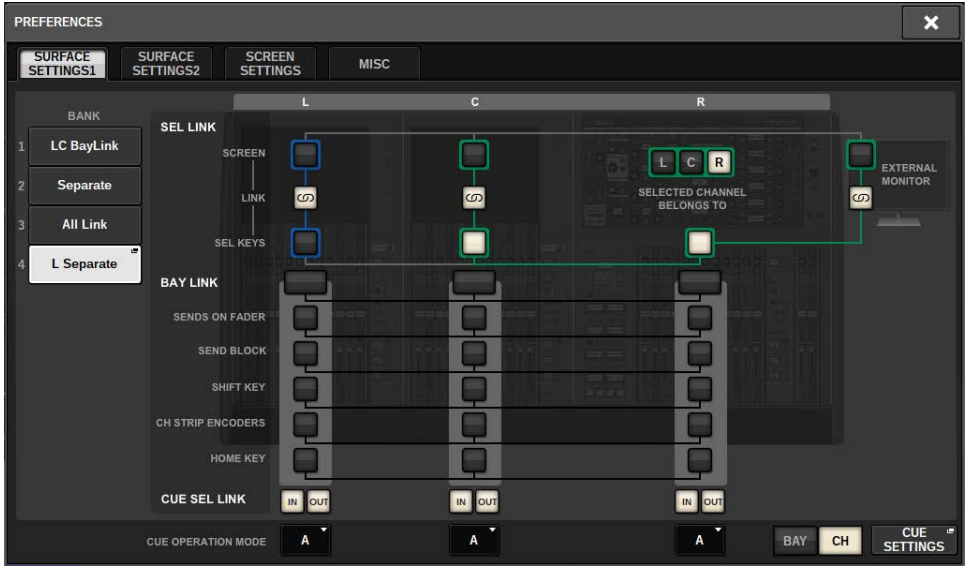 PREFERENCES
SURFACE
SETTINGS1
SURFACE
SETTINGS2
SCREEN
SETTINGS
MISC
BANK
1 LC BayLink
2 Separate
3 All Link
4 L Separate
L C R
SEL LINK
SCREEN
LINK
SEL KEYS
L C R
SELECTED CHANNEL
BELONGS TO
EXTERNAL
MONITOR
BAY LINK
SENDS ON FADER
SEND BLOCK
SHIFT KEY
CH STRIP ENCODERS
HOME KEY
CUE SEL LINK IN OUT IN OUT IN OUT
CUE OPERATION MODE A A A BAY CH
CUE
SETTINGS